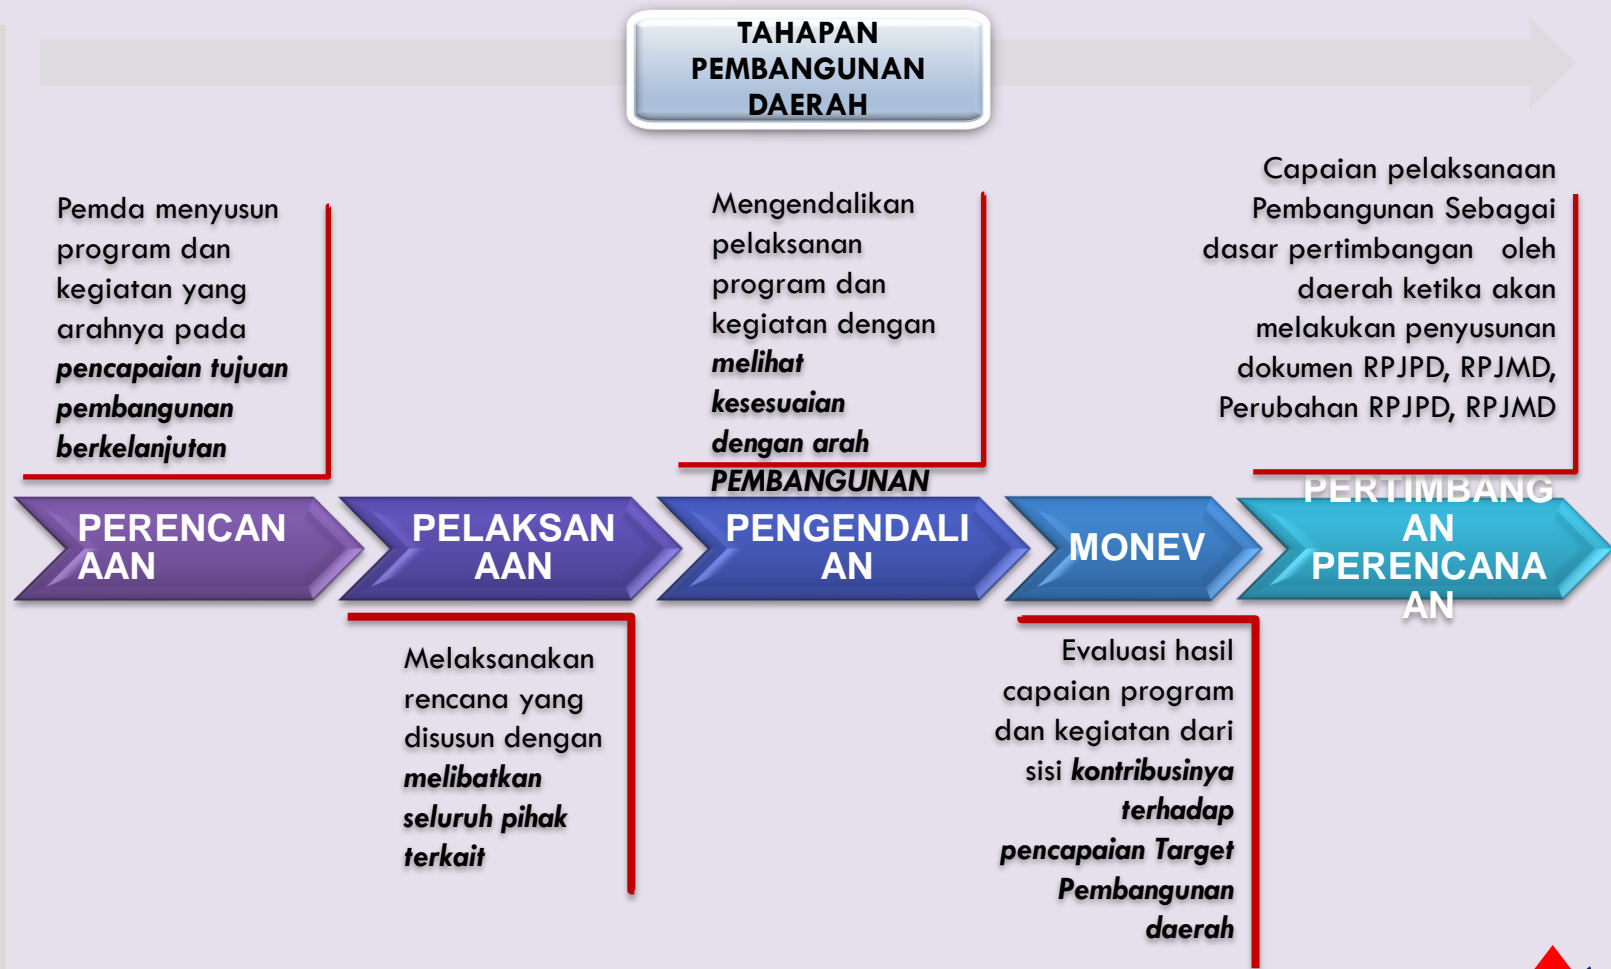 TAHAPAN
PEMBANGUNAN
DAERAH
Pemda menyusun
program dan
kegiatan yang
arahnya pada
pencapaian tujuan
pembangunan
berkelanjutan
Mengendalikan
pelaksanan
program dan
kegiatan dengan
melihat
kesesuaian
dengan arah
PEMBANGUNAN
Capaian pelaksanaan
Pembangunan Sebagai
dasar pertimbangan oleh
daerah ketika akan
melakukan penyusunan
dokumen RPJPD, RPJMD,
Perubahan RPJPD, RPJMD
PERENCAN
AAN
PELAKSAN
AAN
PENGENDALI
AN
MONEV
PERTIMBANG
AN
PERENCANA
AN
Melaksanakan
rencana yang
disusun dengan
melibatkan
seluruh pihak
terkait
Evaluasi hasil
capaian program
dan kegiatan dari
sisi kontribusinya
terhadap
pencapaian Target
Pembangunan
daerah